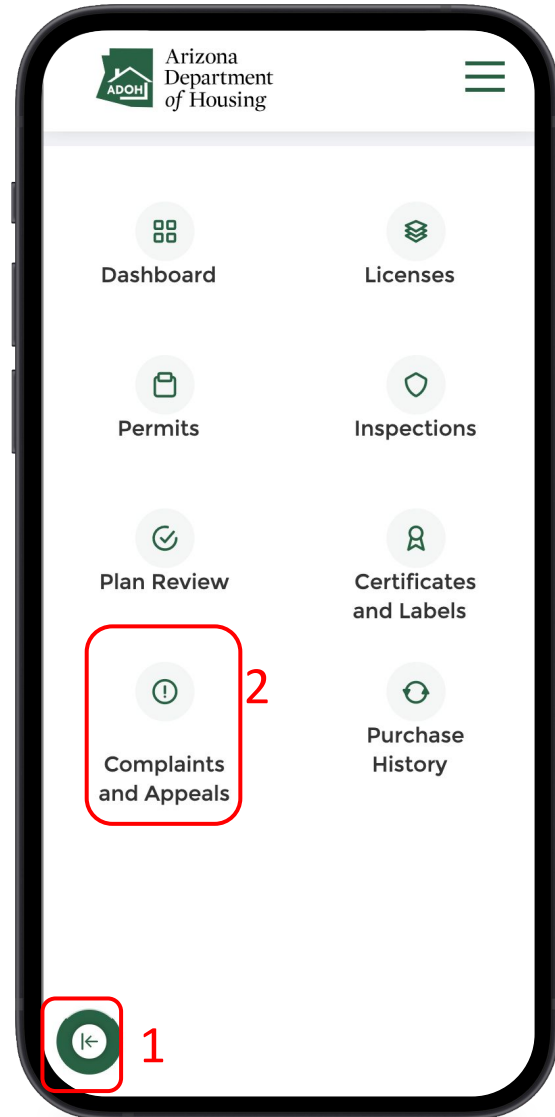 Arizona
Department
of Housing
ADOH
Dashboard
Licenses
Permits
Inspections
Plan Review
Certificates
and Labels
2
Complaints
and Appeals
Purchase
History
1